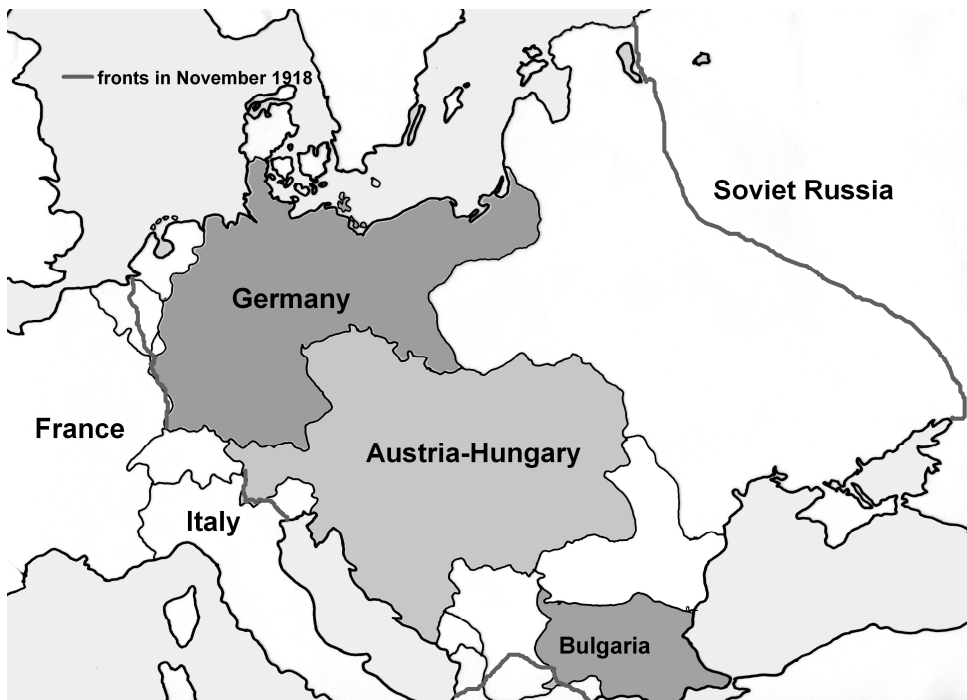 fronts in November 1918
Soviet Russia
Germany
France
Austria-Hungary
Italy
Bulgaria